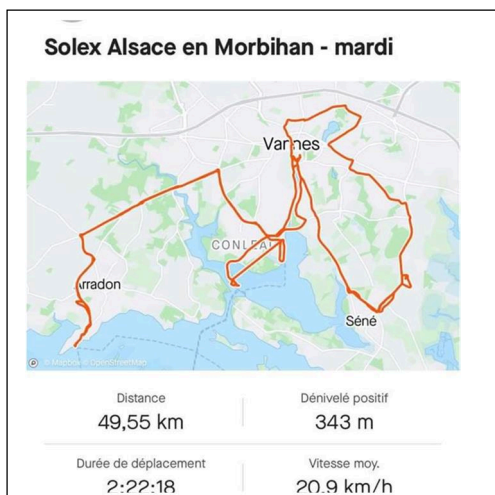 Solex Alsace en Morbihan - mardi
Vannes
CONLEAU
Arradon
Séné
© Mapbox © OpenStreetMap
Distance
49,55 km
Dénivelé positif
343 m
Durée de déplacement
2:22:18
Vitesse moy.
20,9 km/h